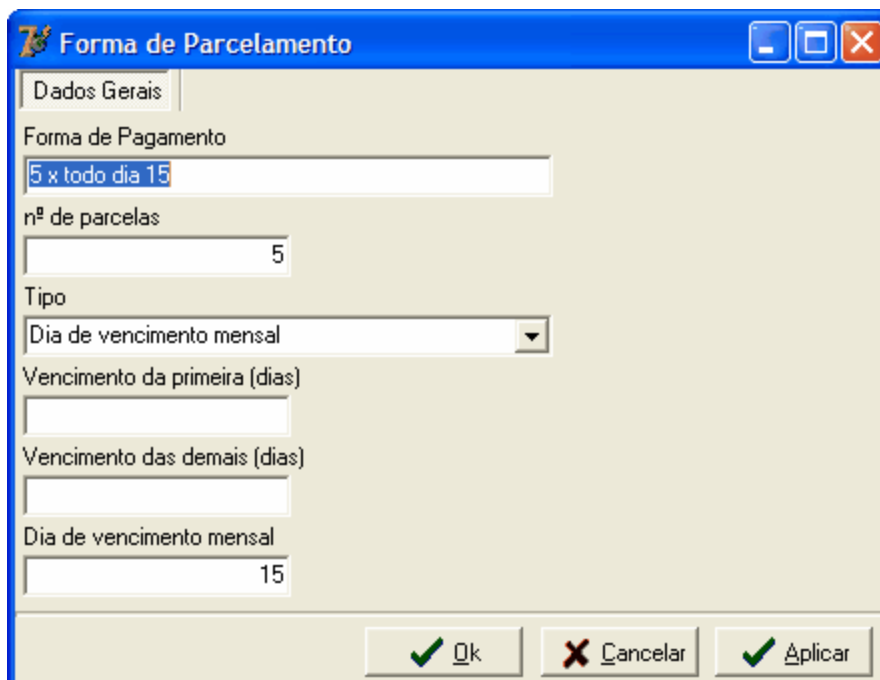 Forma de Parcelamento
Dados Gerais
Forma de Pagamento
5 x todo dia 15
nº de parcelas
5
Tipo
Dia de vencimento mensal
Vencimento da primeira (dias)
Vencimento das demais (dias)
Dia de vencimento mensal
15
Ok Cancelar Aplicar